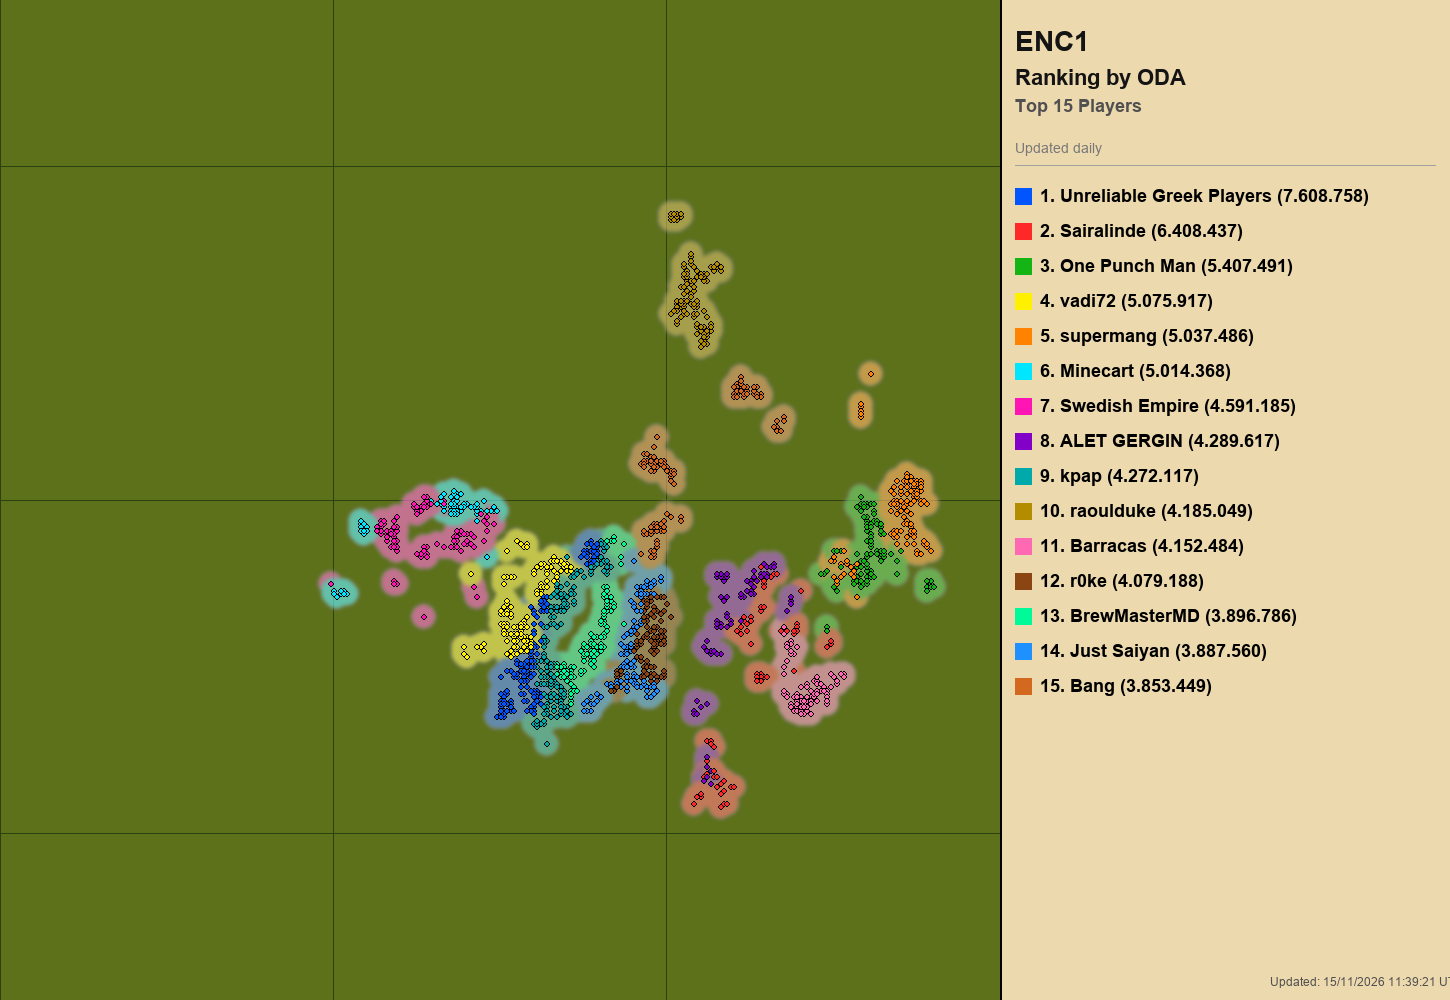 ENC1
Ranking by ODA
Top 15 Players
Updated daily
1. Unreliable Greek Players (7.608.758)
2. Sairalinde (6.408.437)
3. One Punch Man (5.407.491)
4. vadi72 (5.075.917)
5. supermang (5.037.486)
6. Minecart (5.014.368)
7. Swedish Empire (4.591.185)
8. ALET GERGIN (4.289.617)
9. kpap (4.272.117)
10. raoulduke (4.185.049)
11. Barracas (4.152.484)
12. r0ke (4.079.188)
13. BrewMasterMD (3.896.786)
14. Just Saiyan (3.887.560)
15. Bang (3.853.449)
Updated: 15/11/2026 11:39:21